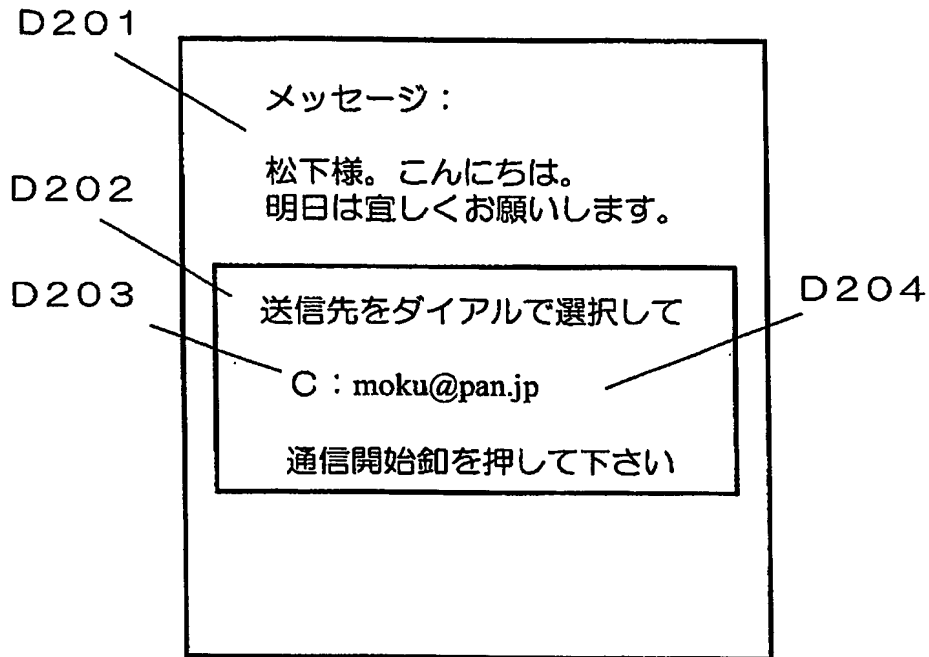 D201
メッセージ:
松下様。こんにちは。
明日は宜しくお願いします。
D202
D203
D204
送信先をダイアルで選択して
C:moku@pan.jp
通信開始釦を押して下さい